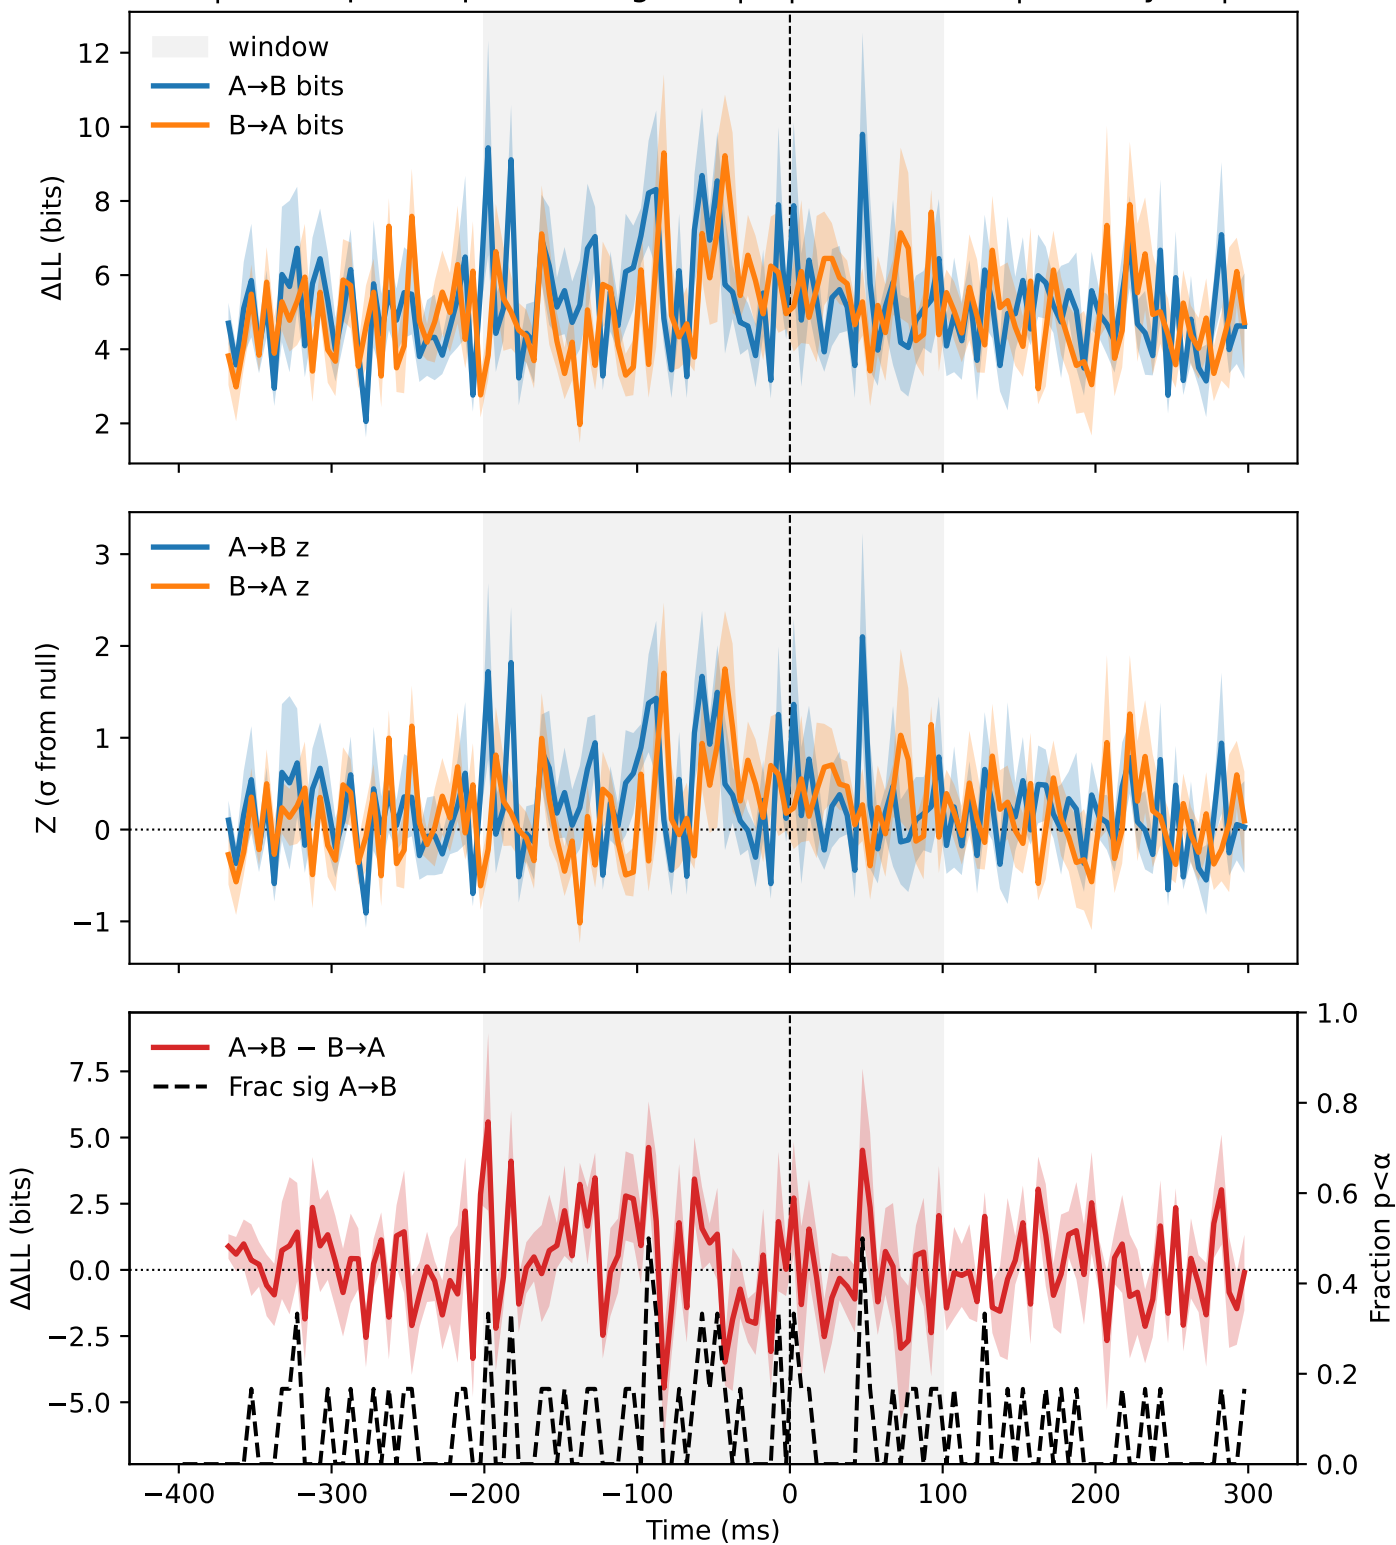 12
10
8
6
4
2
ΔLL (bits)
window
A→B bits
B→A bits
3
2
1
0
−1
Z (σ from null)
A→B z
B→A z
7.5
5.0
2.5
0.0
−2.5
−5.0
ΔΔLL (bits)
A→B − B→A
Frac sig A→B
1.0
0.8
0.6
0.4
0.2
0.0
Fraction p<α
−400 −300 −200 −100 0 100 200 300
Time (ms)